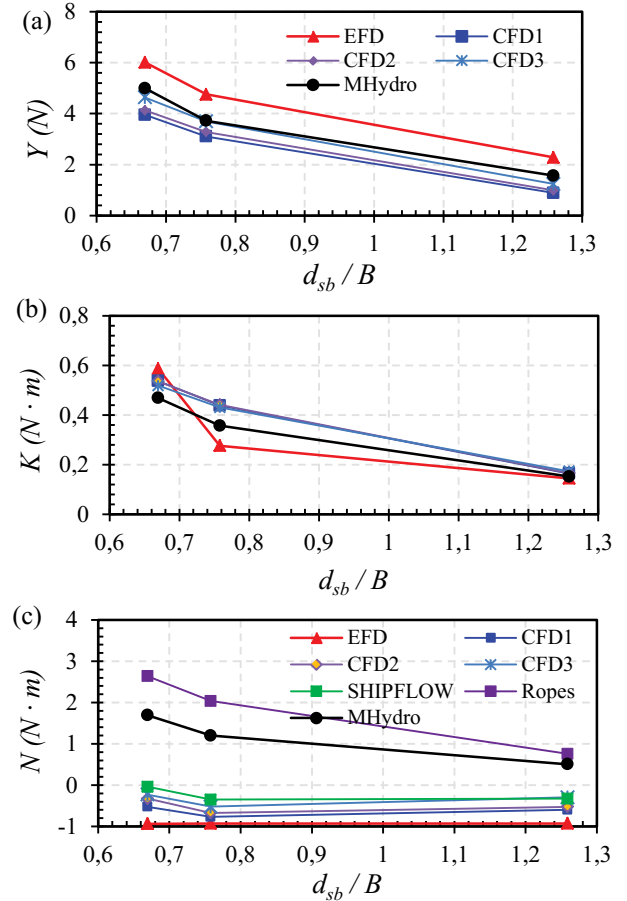 (a)
EFD
CFD1
CFD2
CFD3
MHydro
Y (N)
8
6
4
2
0
0,6 0,7 0,8 0,9 1 1,1 1,2 1,3
d_sb / B
(b)
K (N · m)
0,8
0,6
0,4
0,2
0
0,6 0,7 0,8 0,9 1 1,1 1,2 1,3
d_sb / B
(c)
EFD
CFD1
CFD2
CFD3
SHIPFLOW
Ropes
MHydro
N (N · m)
4
3
2
1
0
-1
0,6 0,7 0,8 0,9 1 1,1 1,2 1,3
d_sb / B